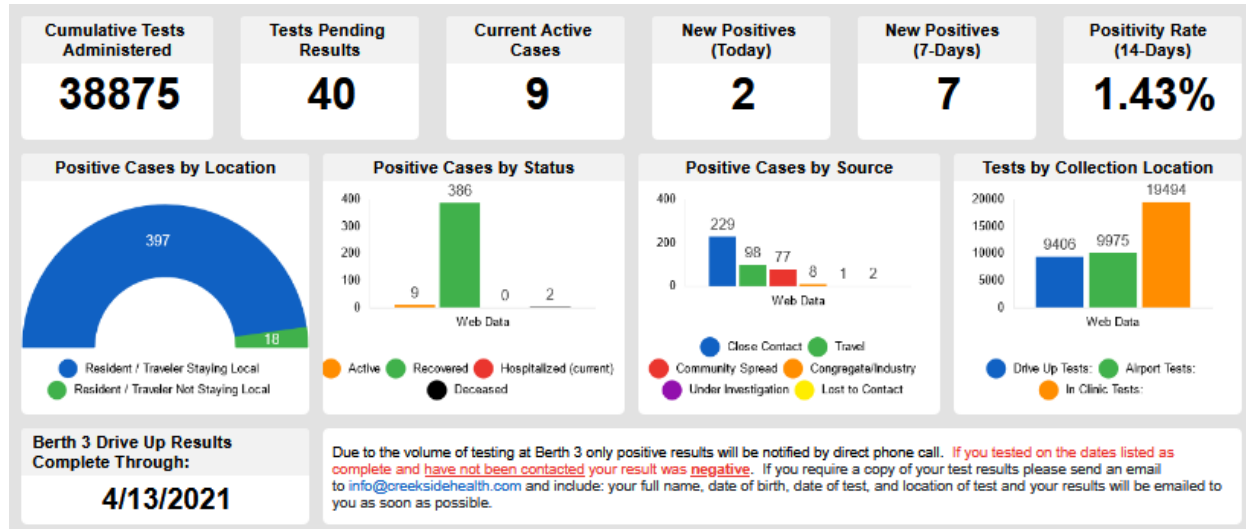 Cumulative Tests
Administered
38875
Tests Pending
Results
40
Current Active
Cases
9
New Positives
(Today)
2
New Positives
(7-Days)
7
Positivity Rate
(14-Days)
1.43%
Positive Cases by Location
397
18
Resident / Traveler Staying Local
Resident / Traveler Not Staying Local
Positive Cases by Status
400
300
200
100
0
9
386
0
2
Web Data
Active Recovered Hospitalized (current)
Deceased
Positive Cases by Source
400
200
0
229
98
77
8
1
2
Web Data
Close Contact Travel
Community Spread Congregate/Industry
Under Investigation Lost to Contact
Tests by Collection Location
20000
15000
10000
5000
0
9406
9975
19494
Web Data
Drive Up Tests: Airport Tests:
In Clinic Tests:
Berth 3 Drive Up Results
Complete Through:
4/13/2021
Due to the volume of testing at Berth 3 only positive results will be notified by direct phone call. If you tested on the dates listed as
complete and have not been contacted your result was negative. If you require a copy of your test results please send an email
to info@creeksidehealth.com and include: your full name, date of birth, date of test, and location of test and your results will be emailed to
you as soon as possible.